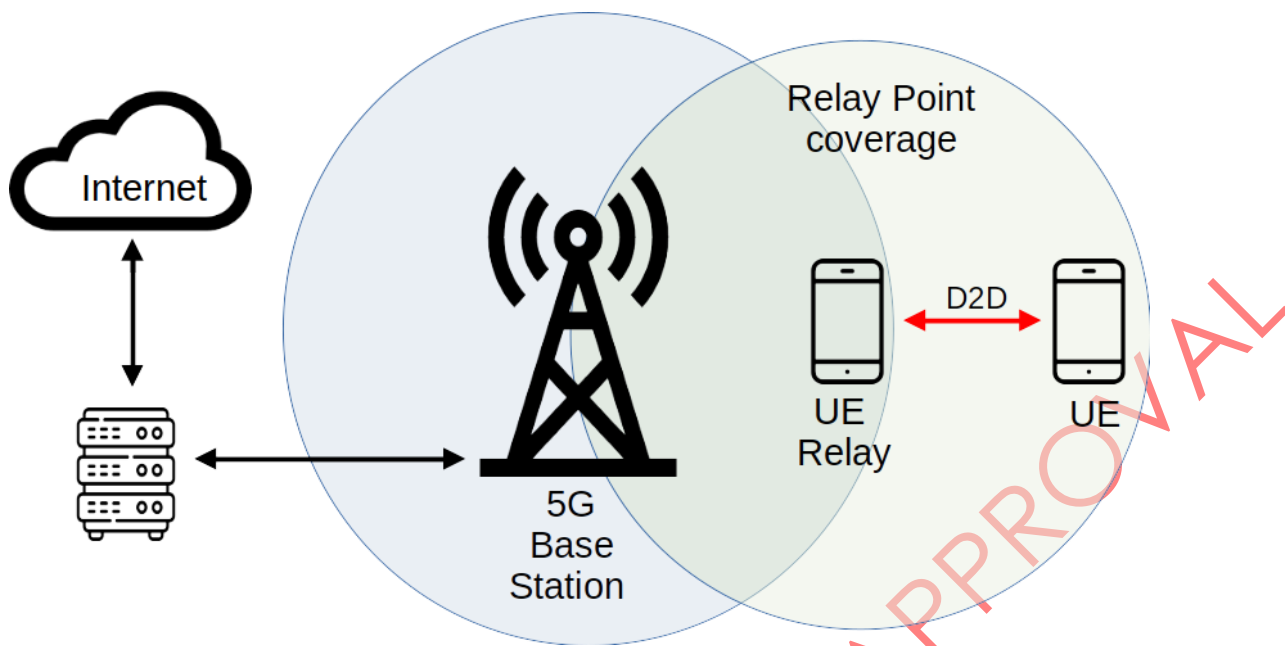 Relay Point
coverage
Internet
D2D
UE
Relay
UE
5G
Base
Station
APPROVAL